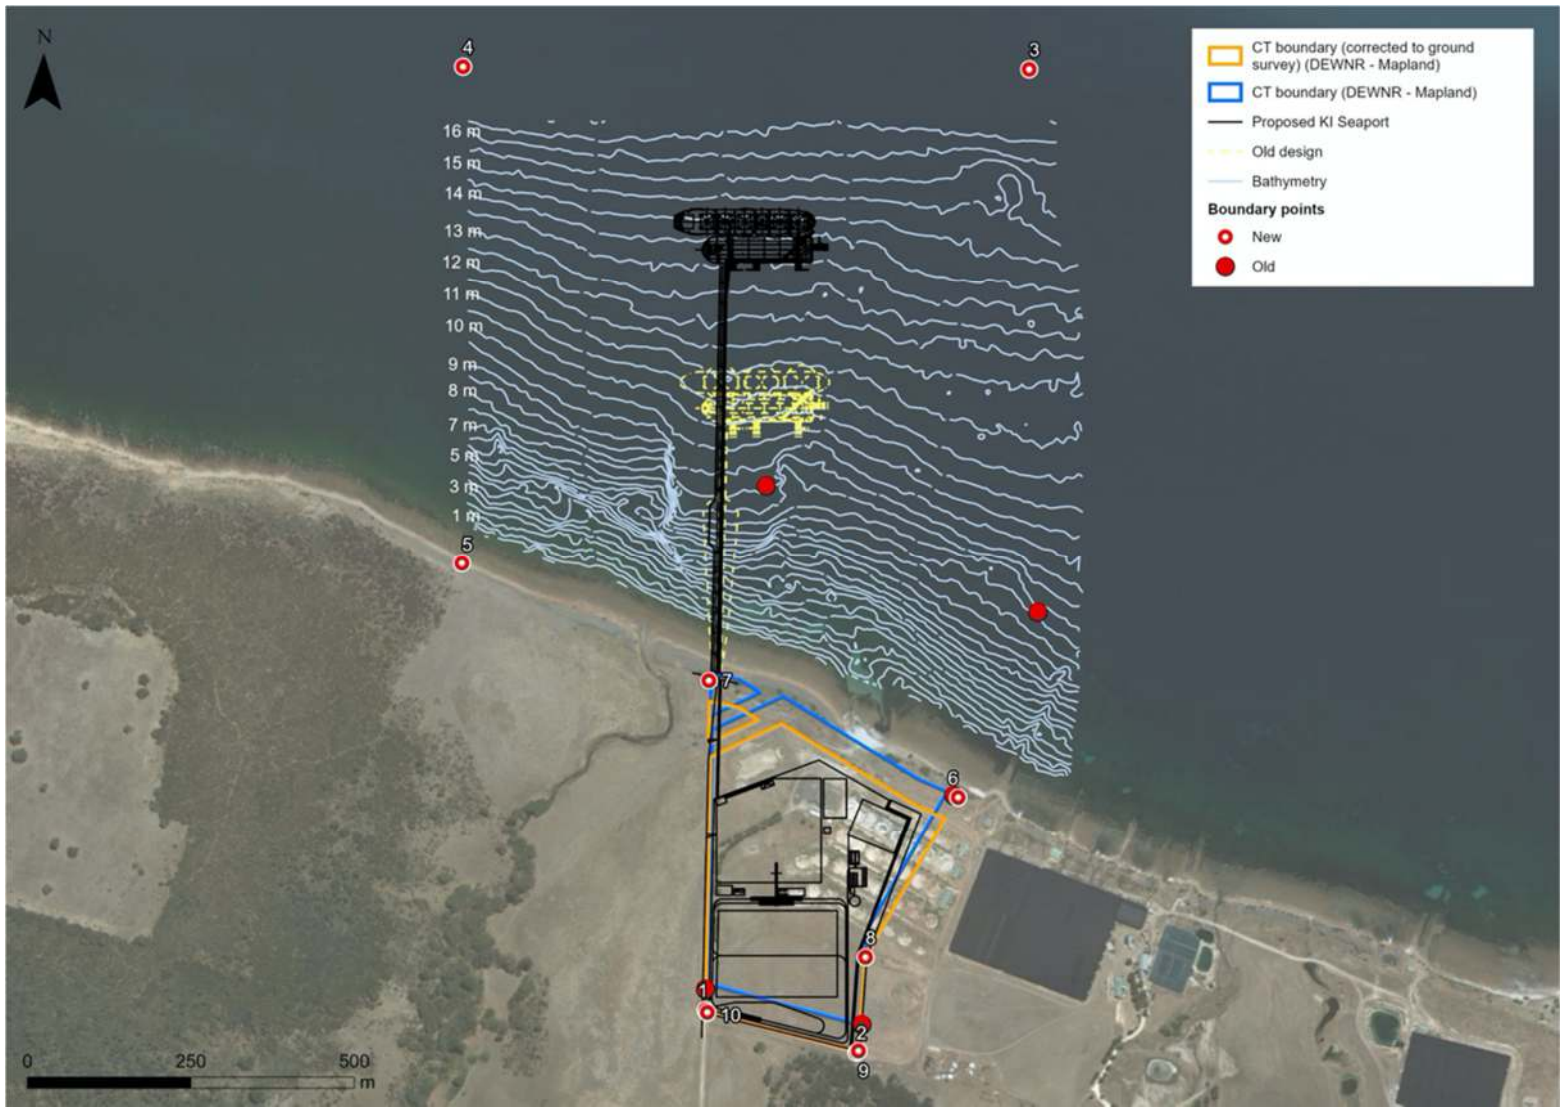 N
4
3
CT boundary (corrected to ground
survey) (DEWNR - Mapland)
CT boundary (DEWNR - Mapland)
Proposed KI Seaport
Old design
Bathymetry
Boundary points
New
Old
16 m
15 m
14 m
13 m
12 m
11 m
10 m
9 m
8 m
7 m
5 m
3 m
1 m
5
7
6
8
1
10
2
9
0
250
500
m